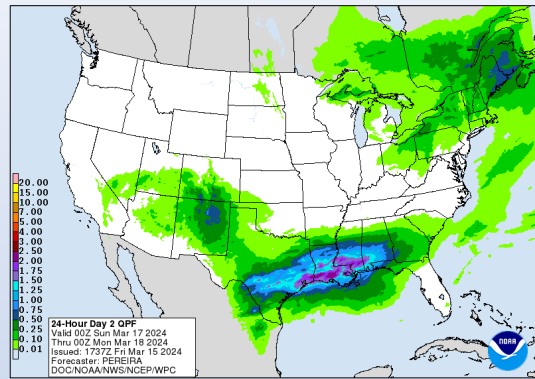 20.00
15.00
10.00
7.00
5.00
4.00
3.00
2.50
2.00
1.75
1.50
1.25
1.00
0.75
0.50
0.25
0.10
0.01
24-Hour Day 2 QPF
Valid 00Z Sun Mar 17 2024
Thru 00Z Mon Mar 18 2024
Issued: 1737Z Fri Mar 15 2024
Forecaster: PEREIRA
DOC/NOAA/NWS/NCEP/WPC
NOAA